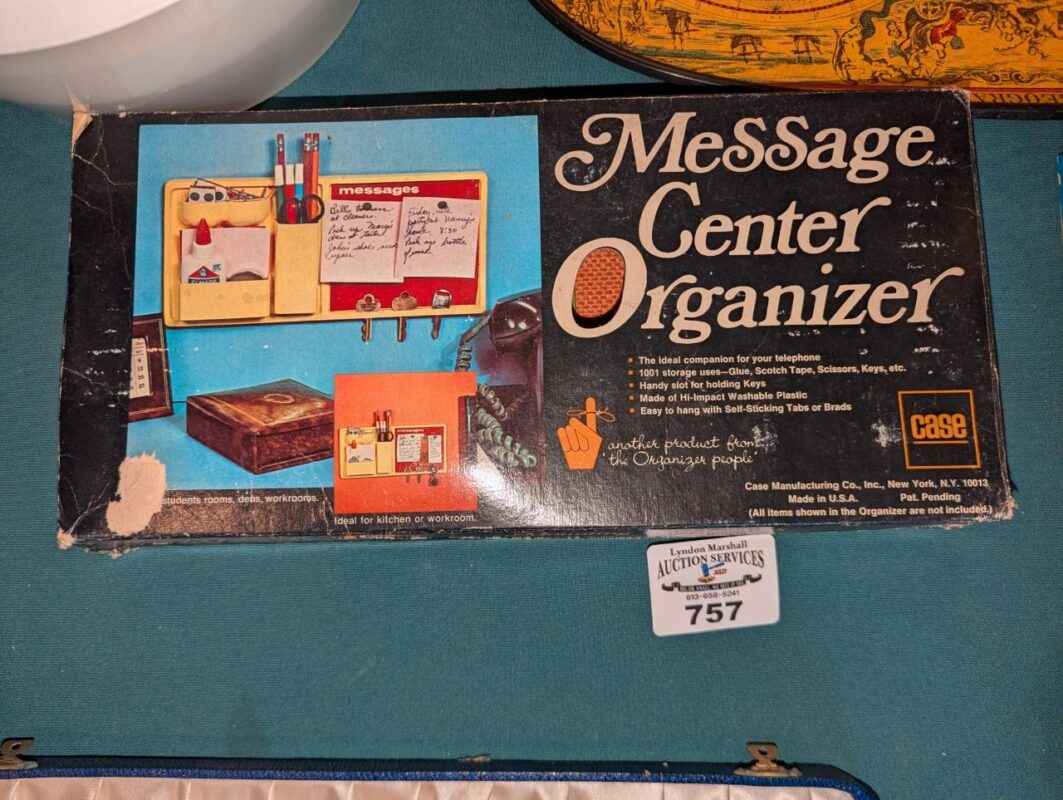 Message
Center
Organizer
messages
The ideal companion for your telephone
1001 storage uses—Glue, Scotch Tape, Scissors, Keys, etc.
Handy slot for holding Keys
Made of Hi-Impact Washable Plastic
Easy to hang with Self-Sticking Tabs or Brads
another product from
"the Organizer people"
case
Case Manufacturing Co., Inc., New York, N.Y. 10013
Made in U.S.A. Pat. Pending
(All items shown in the Organizer are not included.)
students rooms, dens, workrooms.
Ideal for kitchen or workroom.
Lyndon Marshall
AUCTION SERVICES
613-658-5241
757